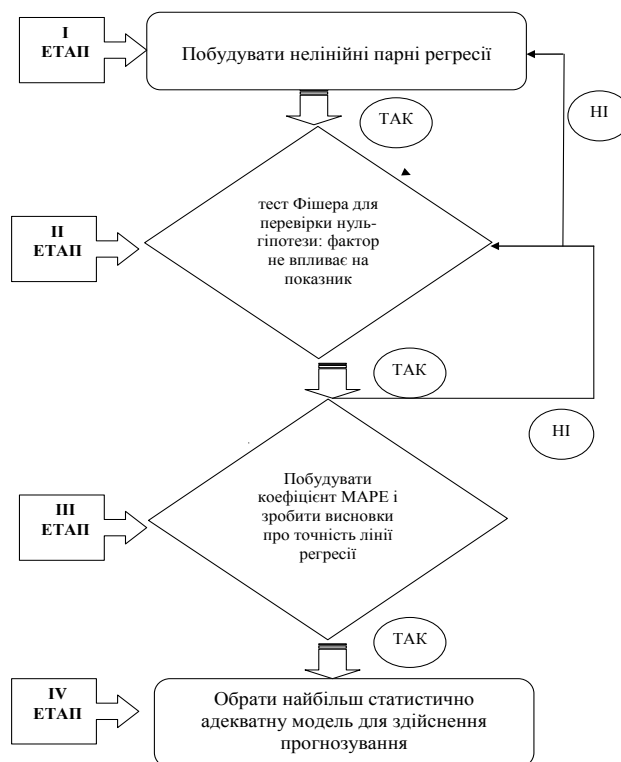 I
ЕТАП
Побудувати нелінійні парні регресії
ТАК
НІ
тест Фішера для
перевірки нуль-
гіпотези: фактор
не впливає на
показник
II
ЕТАП
ТАК
НІ
Побудувати
коефіцієнт МАРЕ і
зробити висновки
про точність лінії
регресії
III
ЕТАП
ТАК
IV
ЕТАП
Обрати найбільш статистично
адекватну модель для здійснення
прогнозування